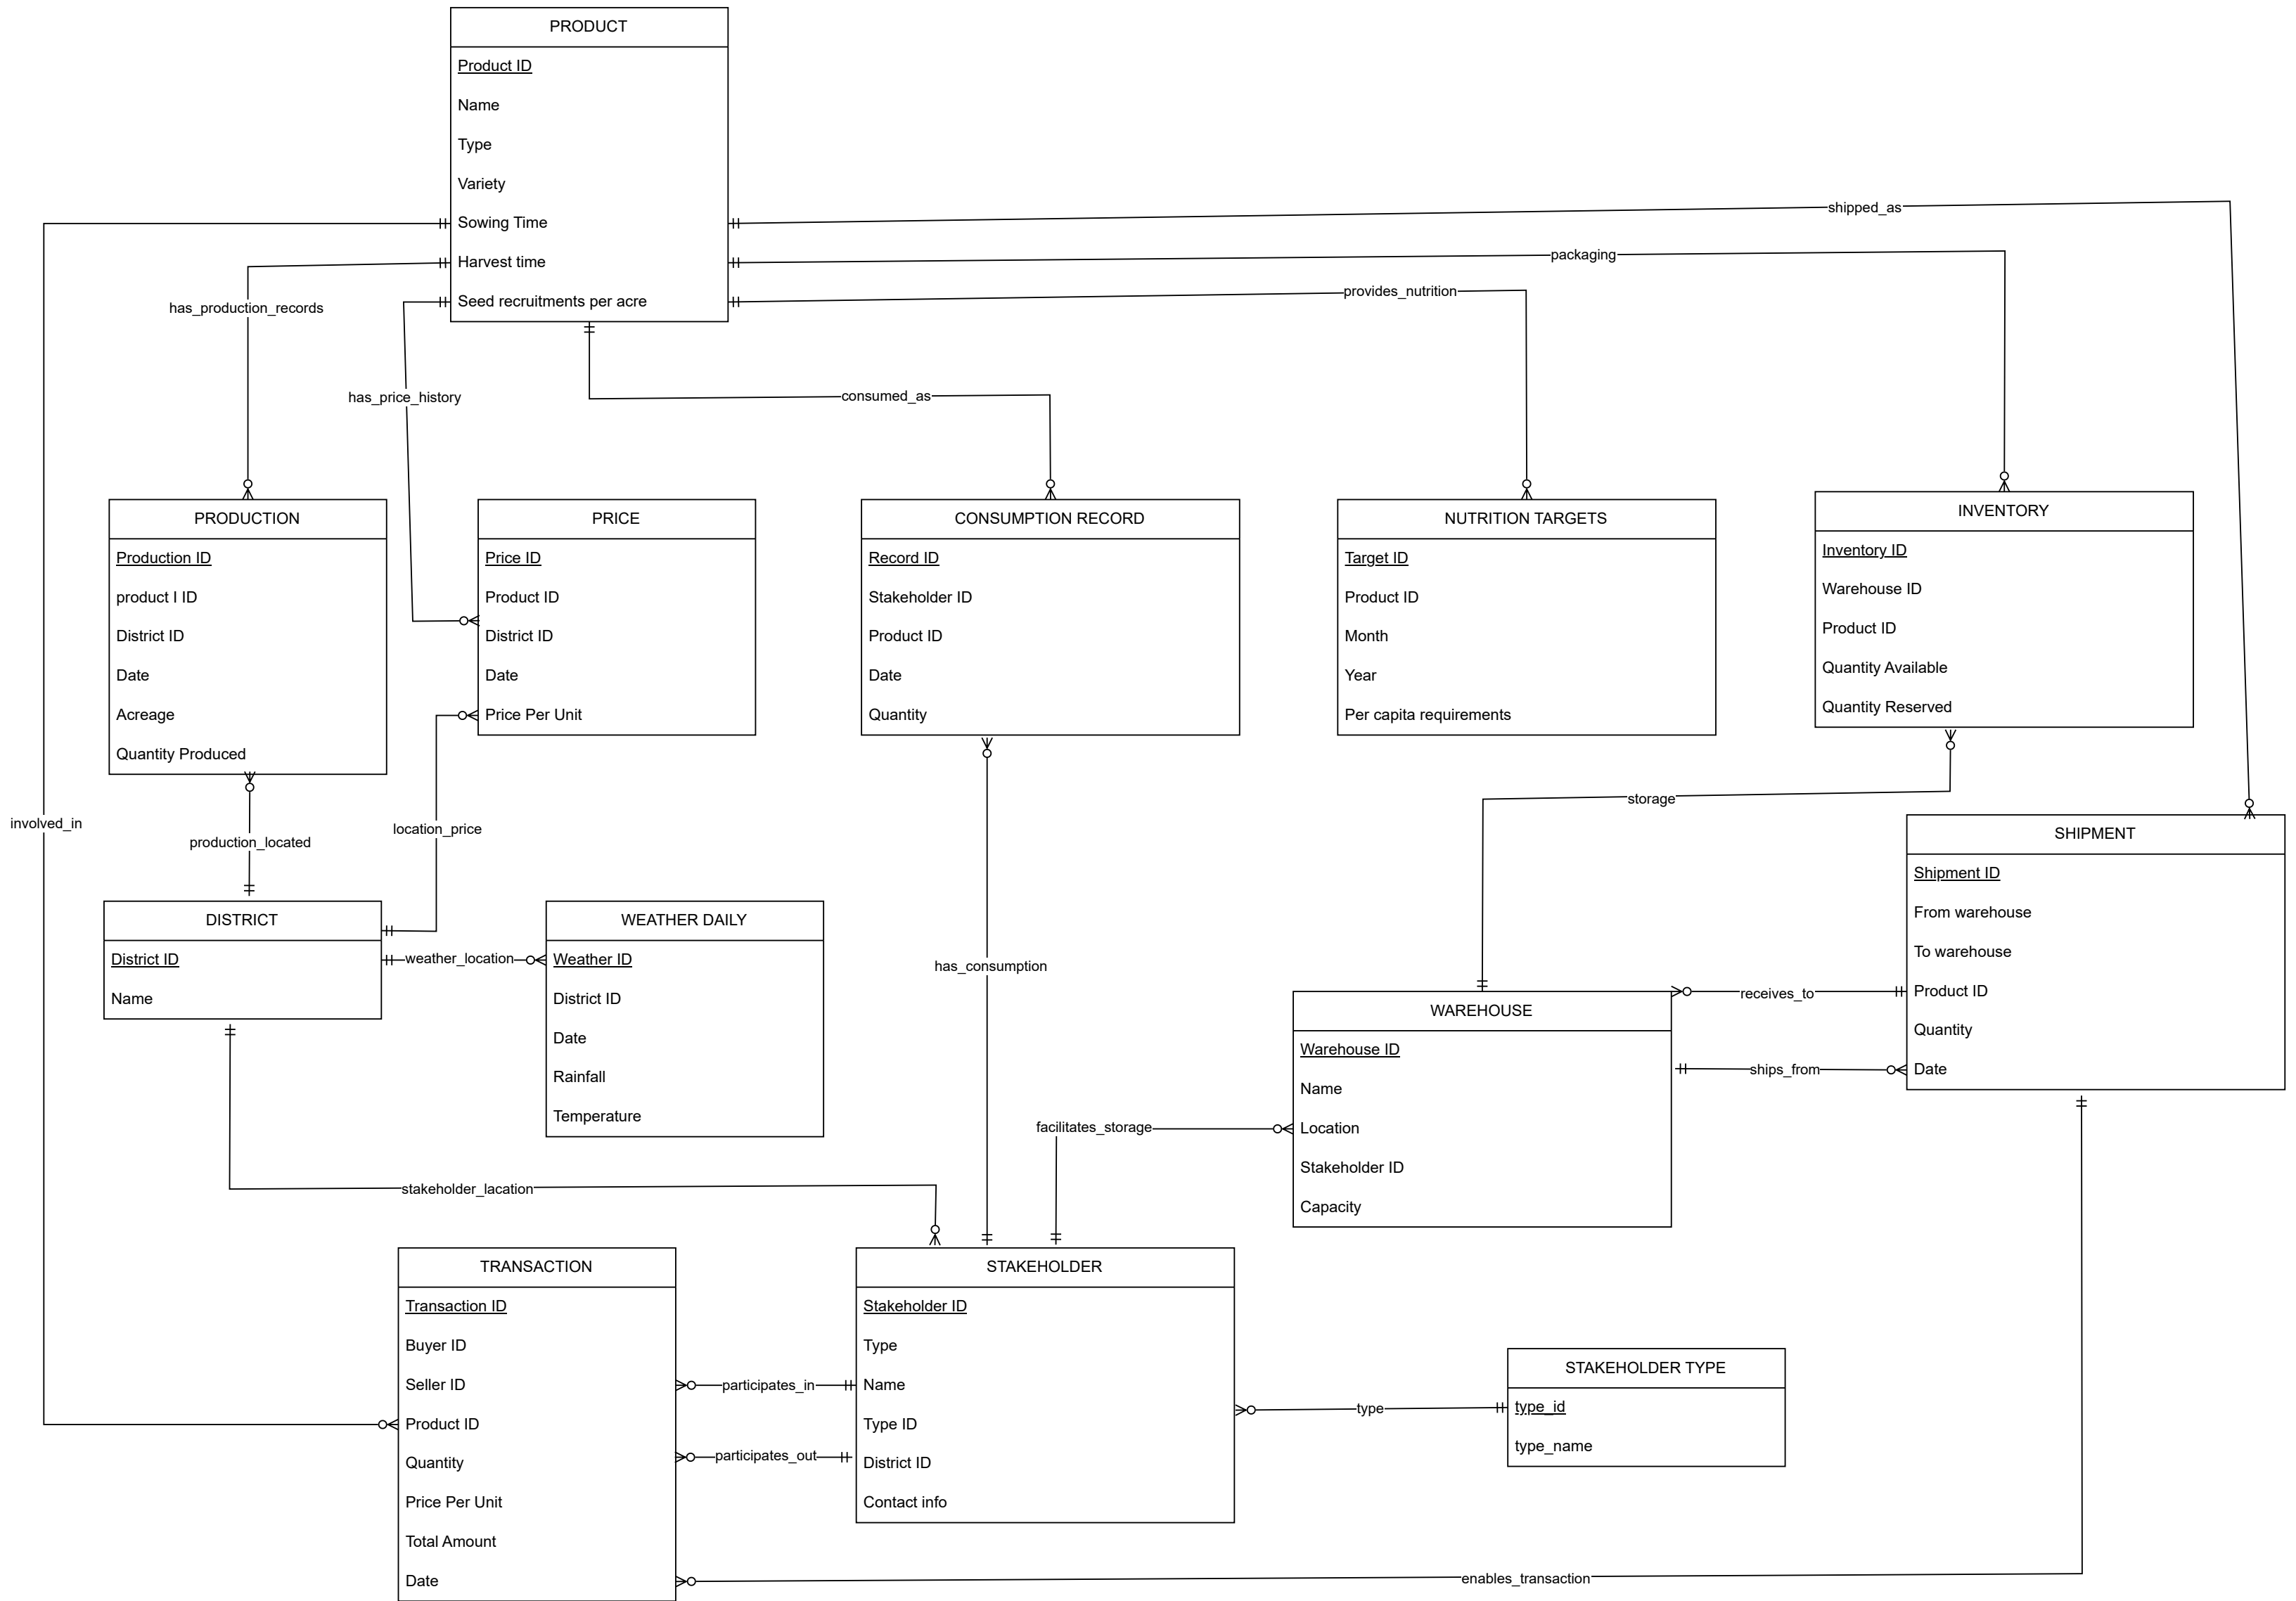 PRODUCT
Product ID
Name
Type
Variety
Sowing Time
Harvest time
Seed recruitments per acre
shipped_as
packaging
provides_nutrition
has_production_records
has_price_history
consumed_as
PRODUCTION
Production ID
product I ID
District ID
Date
Acreage
Quantity Produced
PRICE
Price ID
Product ID
District ID
Date
Price Per Unit
CONSUMPTION RECORD
Record ID
Stakeholder ID
Product ID
Date
Quantity
NUTRITION TARGETS
Target ID
Product ID
Month
Year
Per capita requirements
INVENTORY
Inventory ID
Warehouse ID
Product ID
Quantity Available
Quantity Reserved
involved_in
production_located
location_price
storage
has_consumption
DISTRICT
District ID
Name
weather_location
WEATHER DAILY
Weather ID
District ID
Date
Rainfall
Temperature
SHIPMENT
Shipment ID
From warehouse
To warehouse
Product ID
Quantity
Date
WAREHOUSE
Warehouse ID
Name
Location
Stakeholder ID
Capacity
receives_to
ships_from
facilitates_storage
stakeholder_lacation
TRANSACTION
Transaction ID
Buyer ID
Seller ID
Product ID
Quantity
Price Per Unit
Total Amount
Date
participates_in
participates_out
STAKEHOLDER
Stakeholder ID
Type
Name
Type ID
District ID
Contact info
type
STAKEHOLDER TYPE
type_id
type_name
enables_transaction